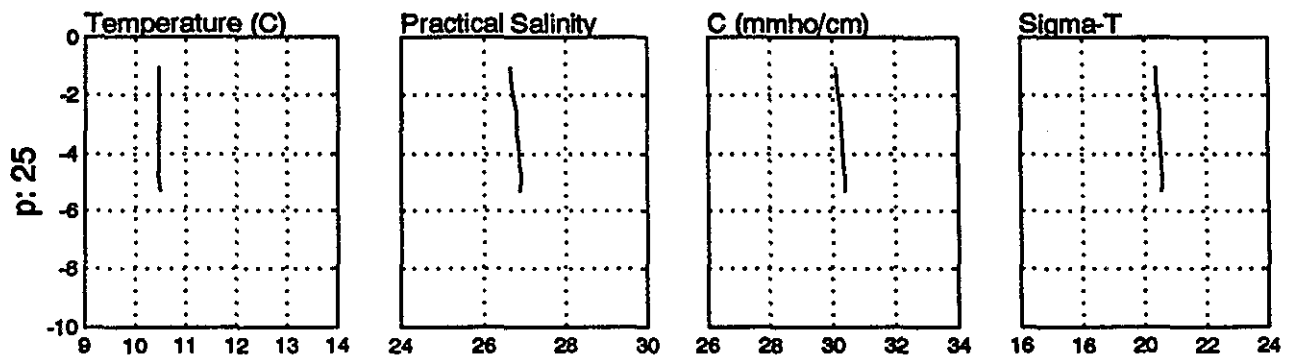 Temperature (C) Practical Salinity C (mmho/cm) Sigma-T
0
-2
-4
-6
-8
-10
p: 25
9 10 11 12 13 14 24 26 28 30 26 28 30 32 34 16 16 18 20 22 24